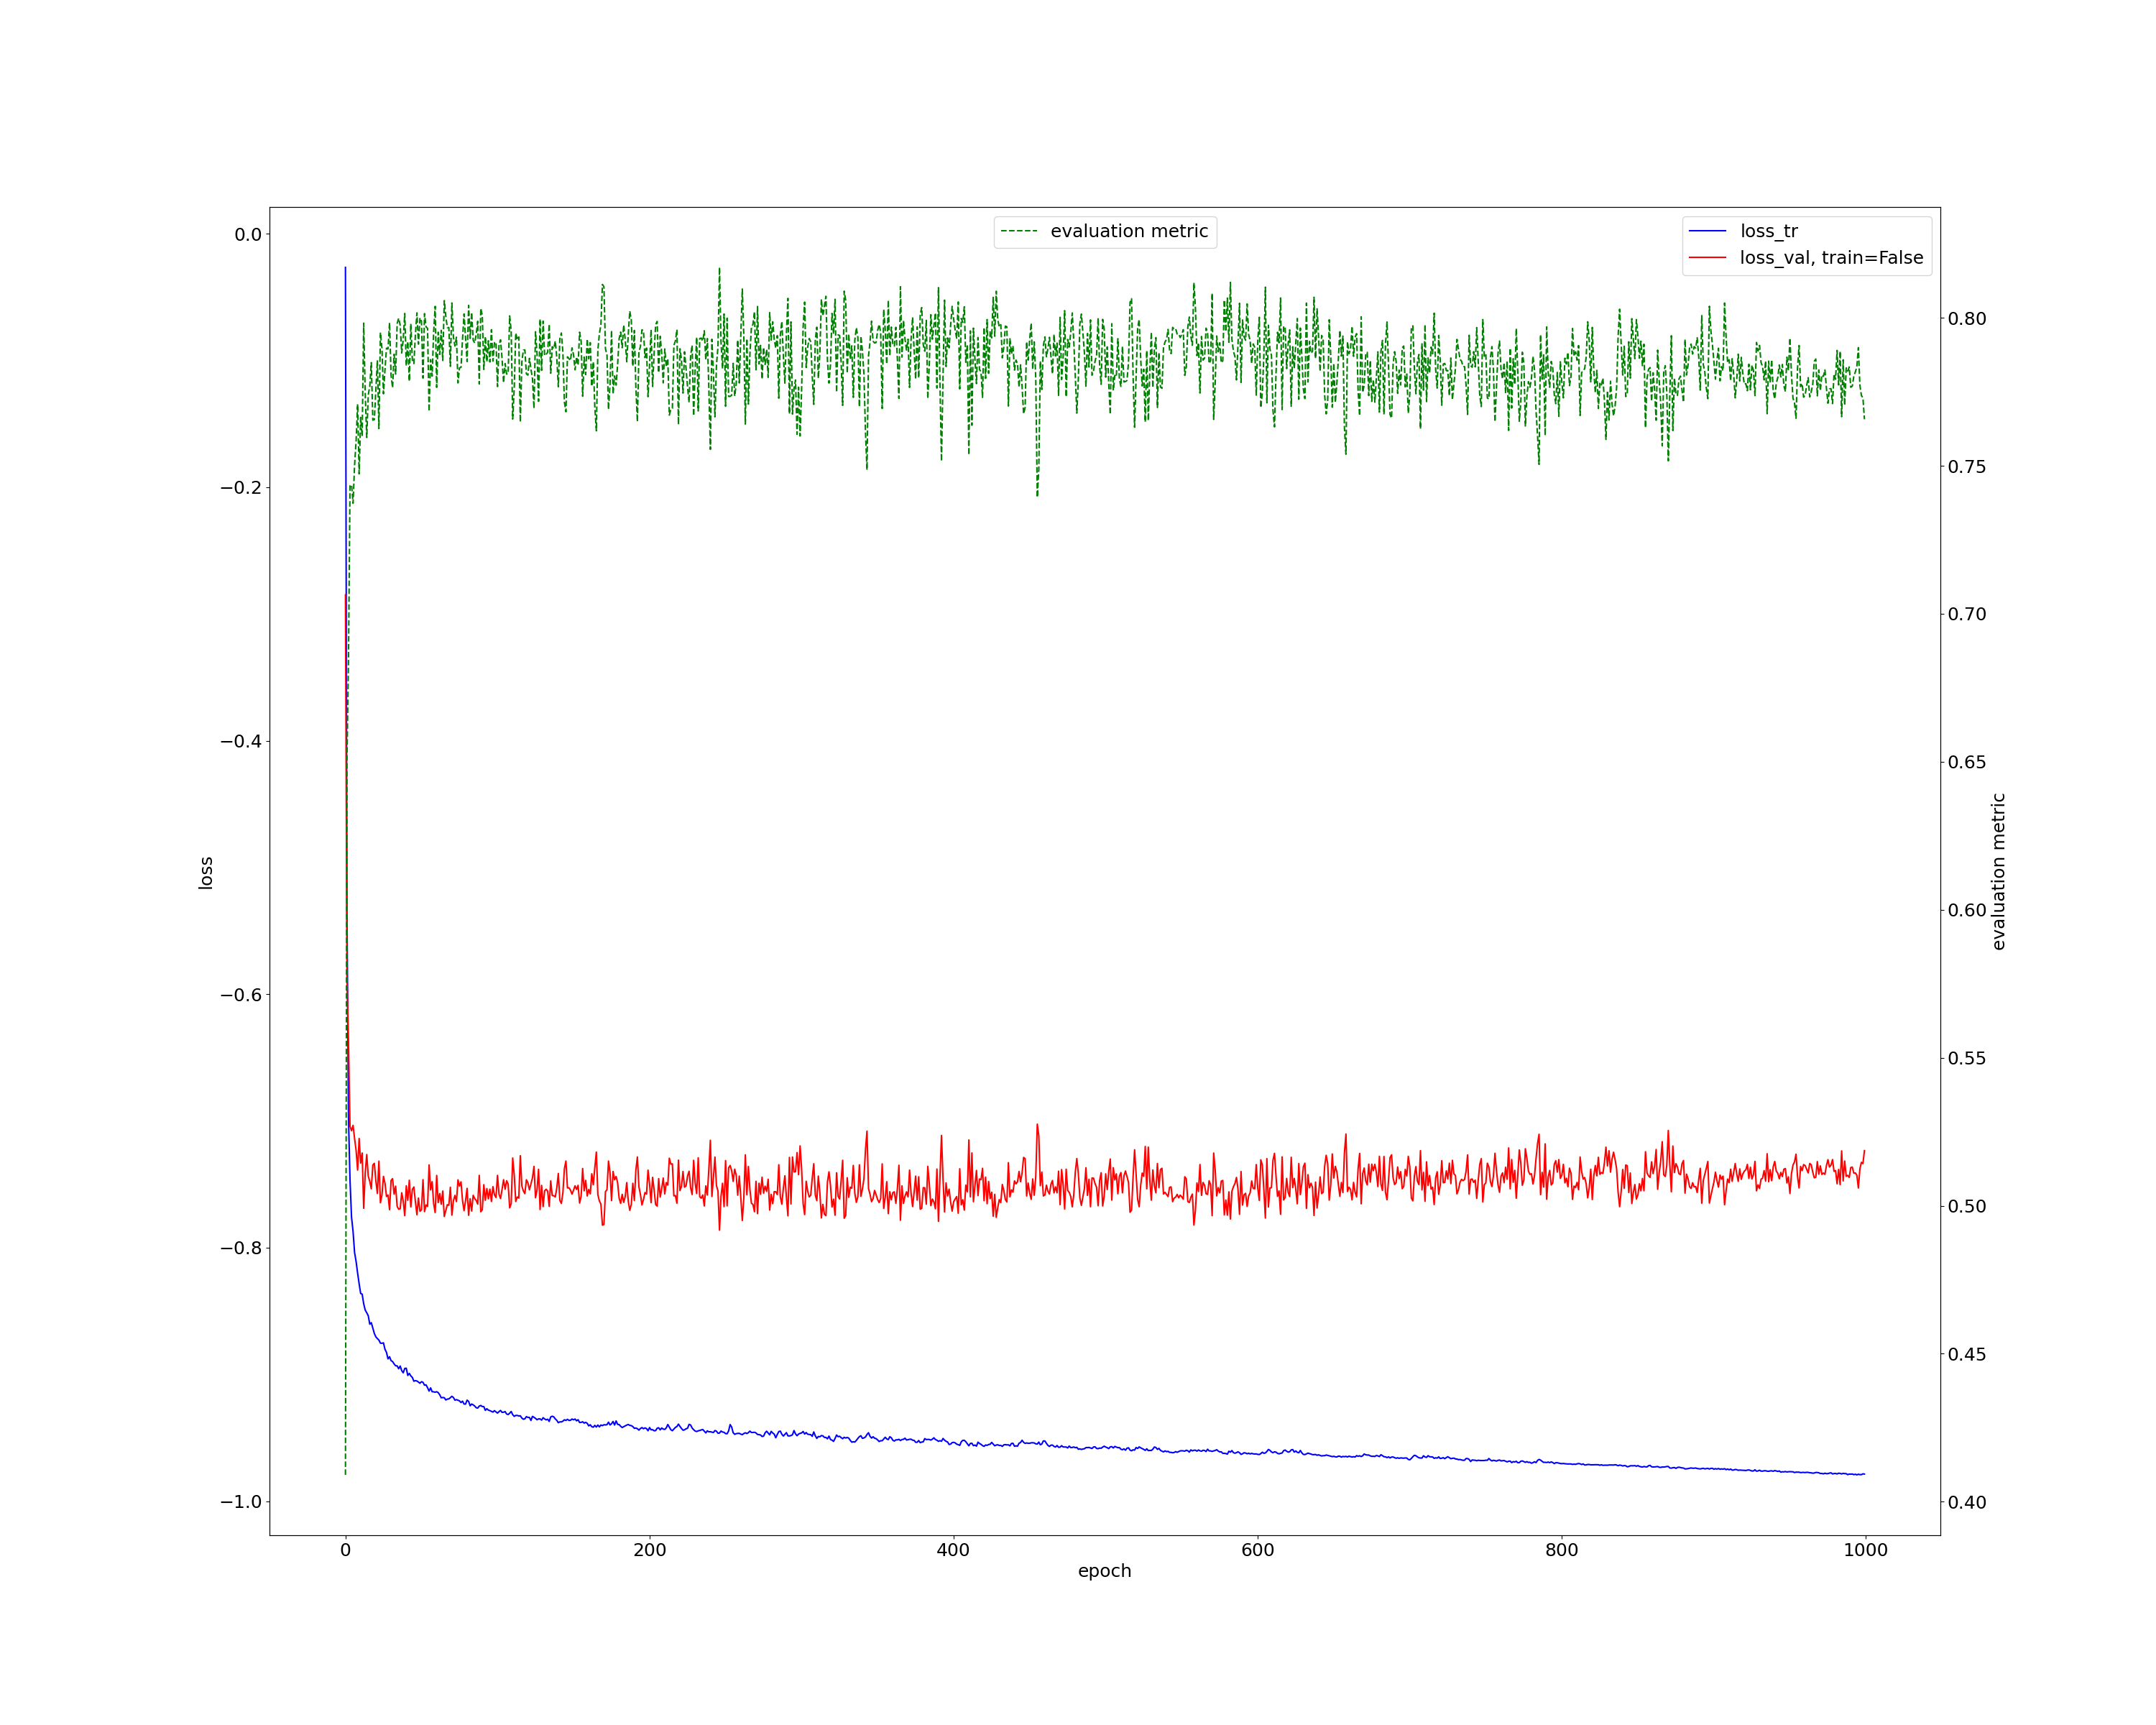 evaluation metric
loss_tr
loss_val, train=False
0.0
−0.2
−0.4
−0.6
−0.8
−1.0
loss
0.80
0.75
0.70
0.65
0.60
0.55
0.50
0.45
0.40
evaluation metric
0 200 400 600 800 1000
epoch